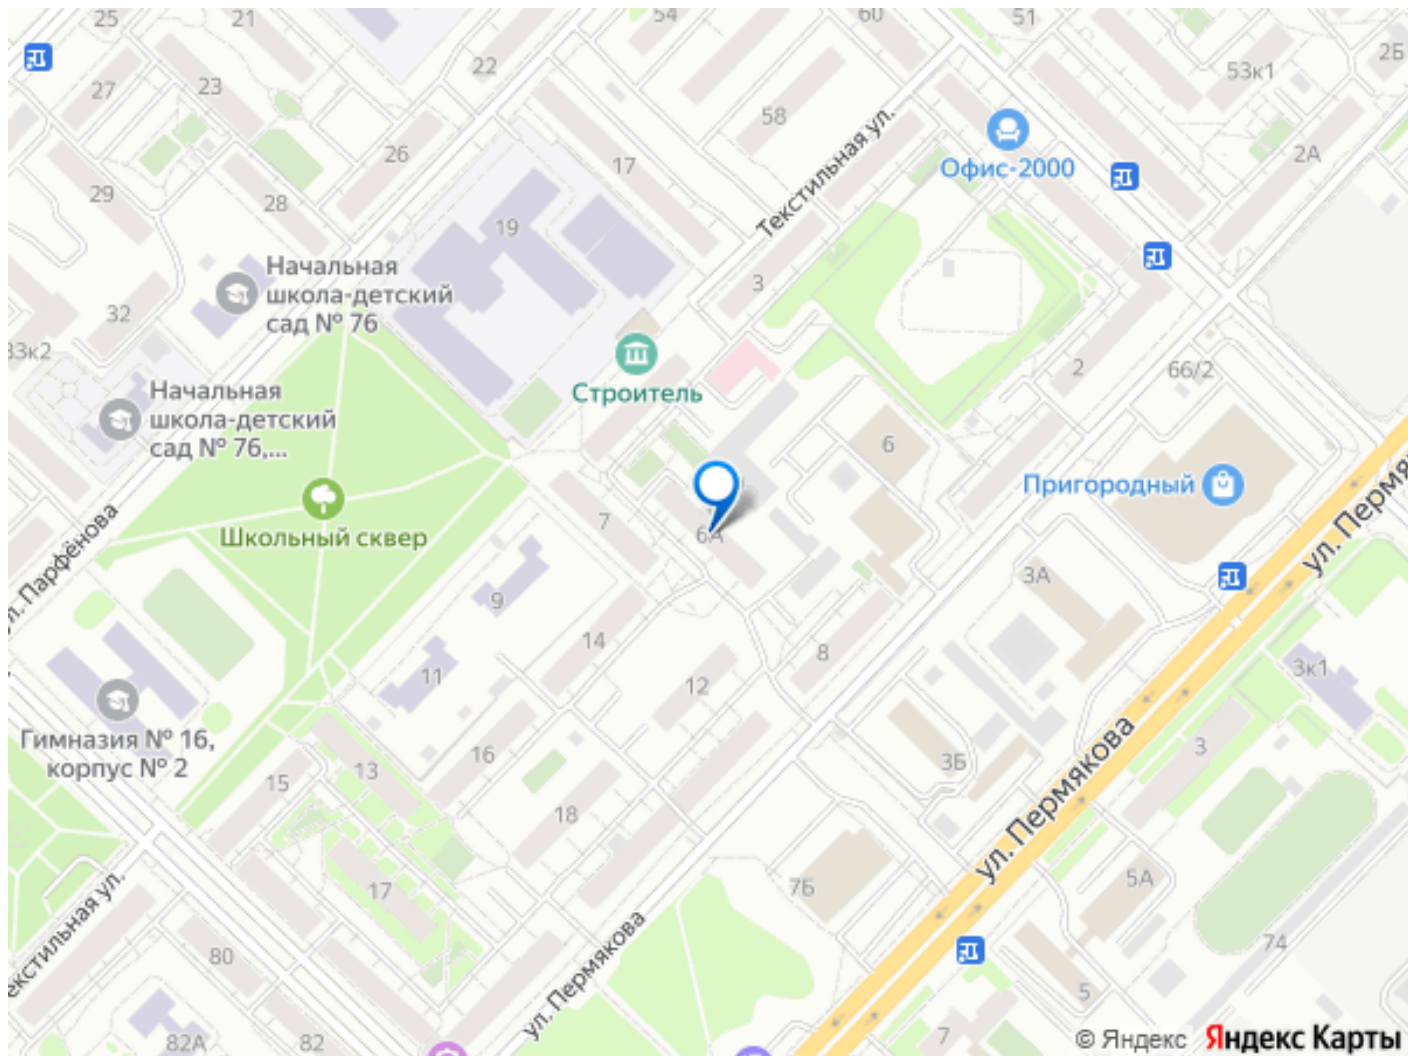 25
21
54
60
51
2Б
22
53к1
27
23
58
26
17
Текстильная ул.
Офис-2000
2А
29
28
19
Начальная
школа-детский
сад № 76
3
32
33к2
Строитель
2
66/2
Начальная
школа-детский
сад № 76,...
6
Пригородный
ул. Пермякова
Школьный сквер
7
6А
ул. Парфёнова
3А
9
14
8
11
12
3к1
Гимназия № 16,
корпус № 2
16
3
3Б
15
13
18
ул. Пермякова
17
7Б
5А
Текстильная ул.
80
ул. Пермякова
74
5
82А
82
7
© Яндекс Яндекс Карты